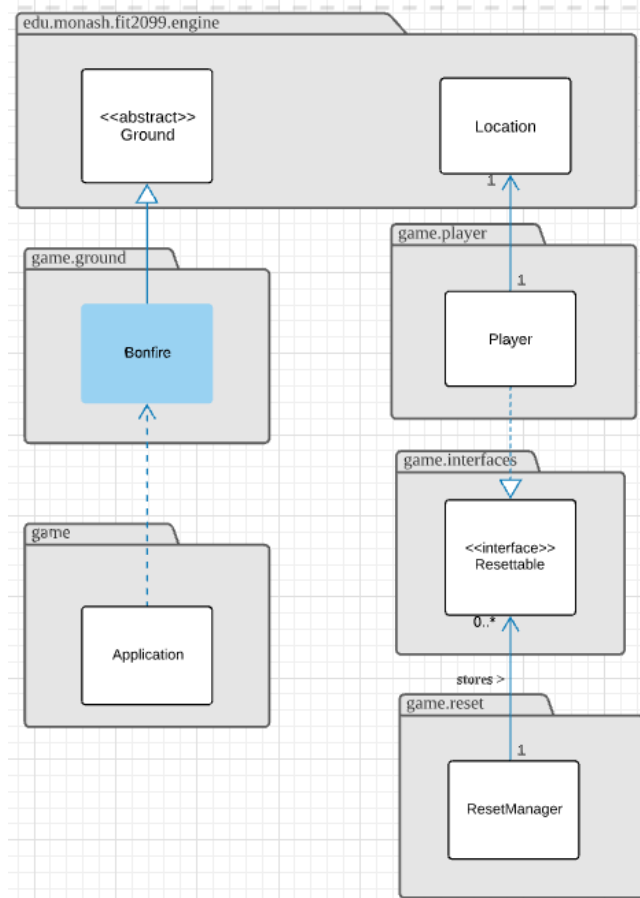 edu.monash.fit2099.engine
<<abstract>>
Ground
Location
1
game.ground
game.player
1
Bonfire
Player
game.interfaces
<<interface>>
Resettable
0..*
game
Application
stores >
game.reset
1
ResetManager